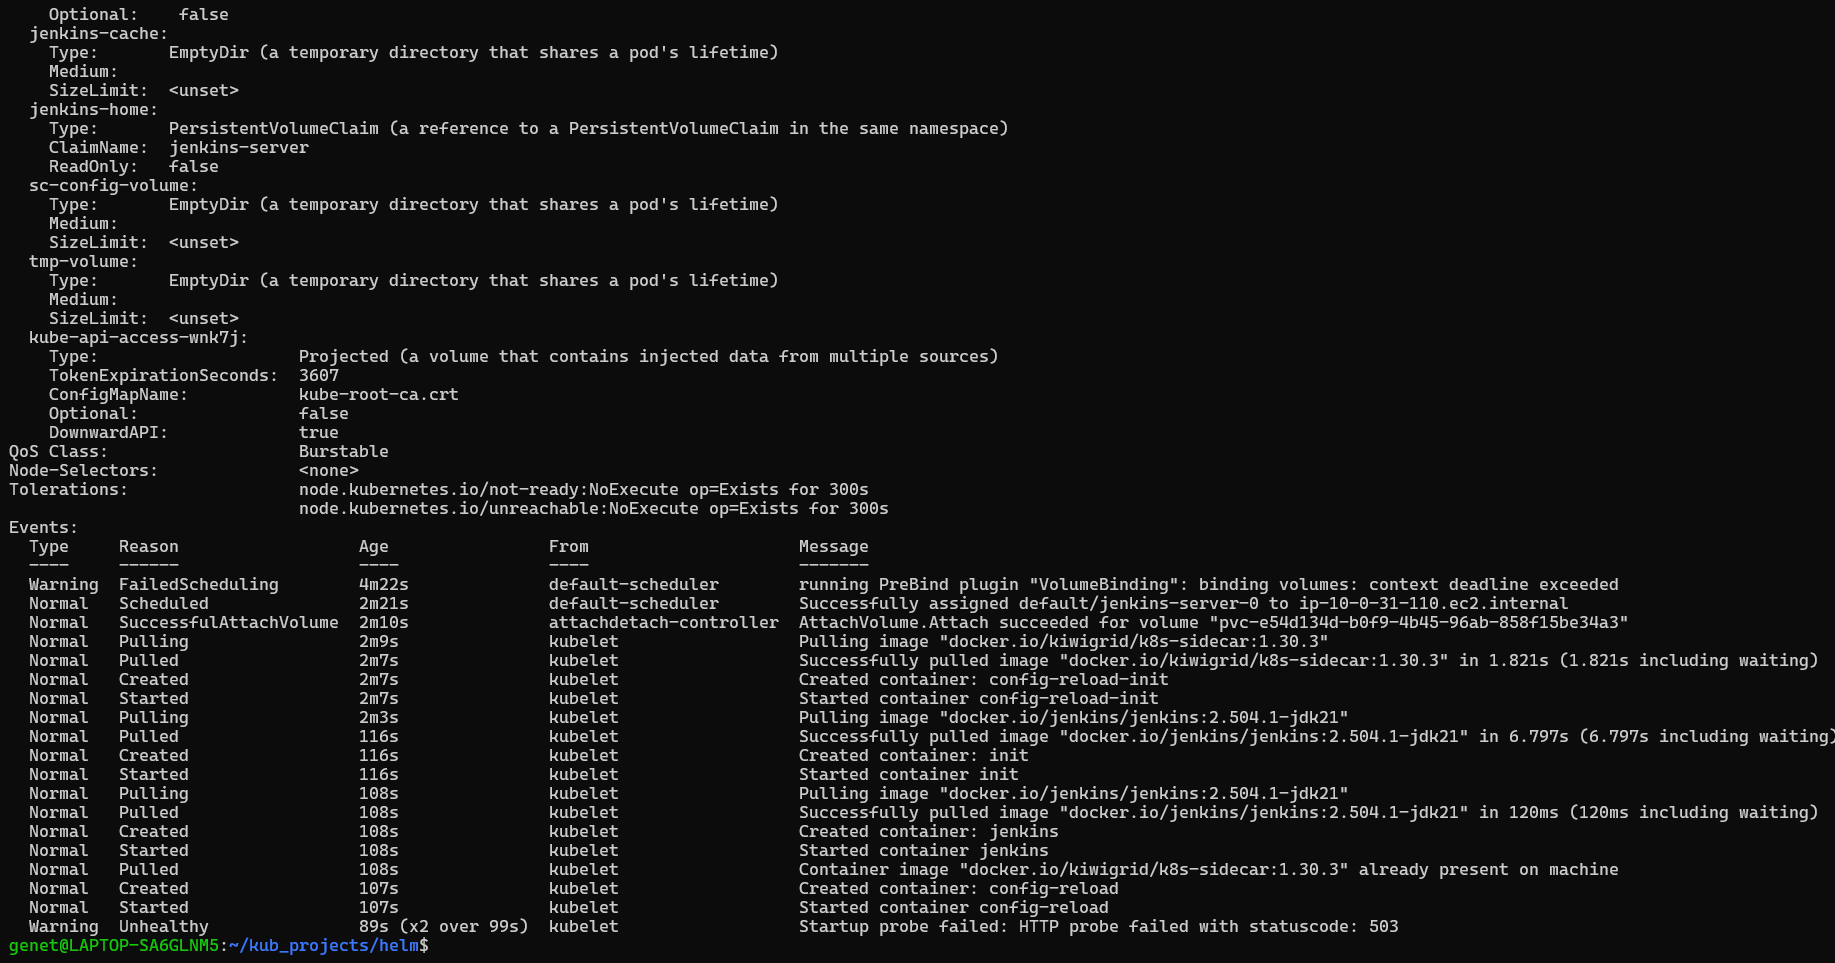 Optional:    false
  jenkins-cache:
    Type:       EmptyDir (a temporary directory that shares a pod's lifetime)
    Medium:
    SizeLimit:  <unset>
  jenkins-home:
    Type:       PersistentVolumeClaim (a reference to a PersistentVolumeClaim in the same namespace)
    ClaimName:  jenkins-server
    ReadOnly:   false
  sc-config-volume:
    Type:       EmptyDir (a temporary directory that shares a pod's lifetime)
    Medium:
    SizeLimit:  <unset>
  tmp-volume:
    Type:       EmptyDir (a temporary directory that shares a pod's lifetime)
    Medium:
    SizeLimit:  <unset>
  kube-api-access-wnk7j:
    Type:                    Projected (a volume that contains injected data from multiple sources)
    TokenExpirationSeconds:  3607
    ConfigMapName:           kube-root-ca.crt
    Optional:                false
    DownwardAPI:             true
QoS Class:                   Burstable
Node-Selectors:              <none>
Tolerations:                 node.kubernetes.io/not-ready:NoExecute op=Exists for 300s
                             node.kubernetes.io/unreachable:NoExecute op=Exists for 300s
Events:
  Type     Reason                  Age                From                     Message
  ----     ------                  ----               ----                     -------
  Warning  FailedScheduling        4m22s              default-scheduler        running PreBind plugin "VolumeBinding": binding volumes: context deadline exceeded
  Normal   Scheduled               2m21s              default-scheduler        Successfully assigned default/jenkins-server-0 to ip-10-0-31-110.ec2.internal
  Normal   SuccessfulAttachVolume  2m10s              attachdetach-controller  AttachVolume.Attach succeeded for volume "pvc-e54d134d-b0f9-4b45-96ab-858f15be34a3"
  Normal   Pulling                 2m9s               kubelet                  Pulling image "docker.io/kiwigrid/k8s-sidecar:1.30.3"
  Normal   Pulled                  2m7s               kubelet                  Successfully pulled image "docker.io/kiwigrid/k8s-sidecar:1.30.3" in 1.821s (1.821s including waiting)
  Normal   Created                 2m7s               kubelet                  Created container: config-reload-init
  Normal   Started                 2m7s               kubelet                  Started container config-reload-init
  Normal   Pulling                 2m3s               kubelet                  Pulling image "docker.io/jenkins/jenkins:2.504.1-jdk21"
  Normal   Pulled                  116s               kubelet                  Successfully pulled image "docker.io/jenkins/jenkins:2.504.1-jdk21" in 6.797s (6.797s including waiting)
  Normal   Created                 116s               kubelet                  Created container: init
  Normal   Started                 116s               kubelet                  Started container init
  Normal   Pulling                 108s               kubelet                  Pulling image "docker.io/jenkins/jenkins:2.504.1-jdk21"
  Normal   Pulled                  108s               kubelet                  Successfully pulled image "docker.io/jenkins/jenkins:2.504.1-jdk21" in 120ms (120ms including waiting)
  Normal   Created                 108s               kubelet                  Created container: jenkins
  Normal   Started                 108s               kubelet                  Started container jenkins
  Normal   Pulled                  108s               kubelet                  Container image "docker.io/kiwigrid/k8s-sidecar:1.30.3" already present on machine
  Normal   Created                 107s               kubelet                  Created container: config-reload
  Normal   Started                 107s               kubelet                  Started container config-reload
  Warning  Unhealthy               89s (x2 over 99s)  kubelet                  Startup probe failed: HTTP probe failed with statuscode: 503
genet@LAPTOP-SA6GLNM5:~/kub_projects/helm$